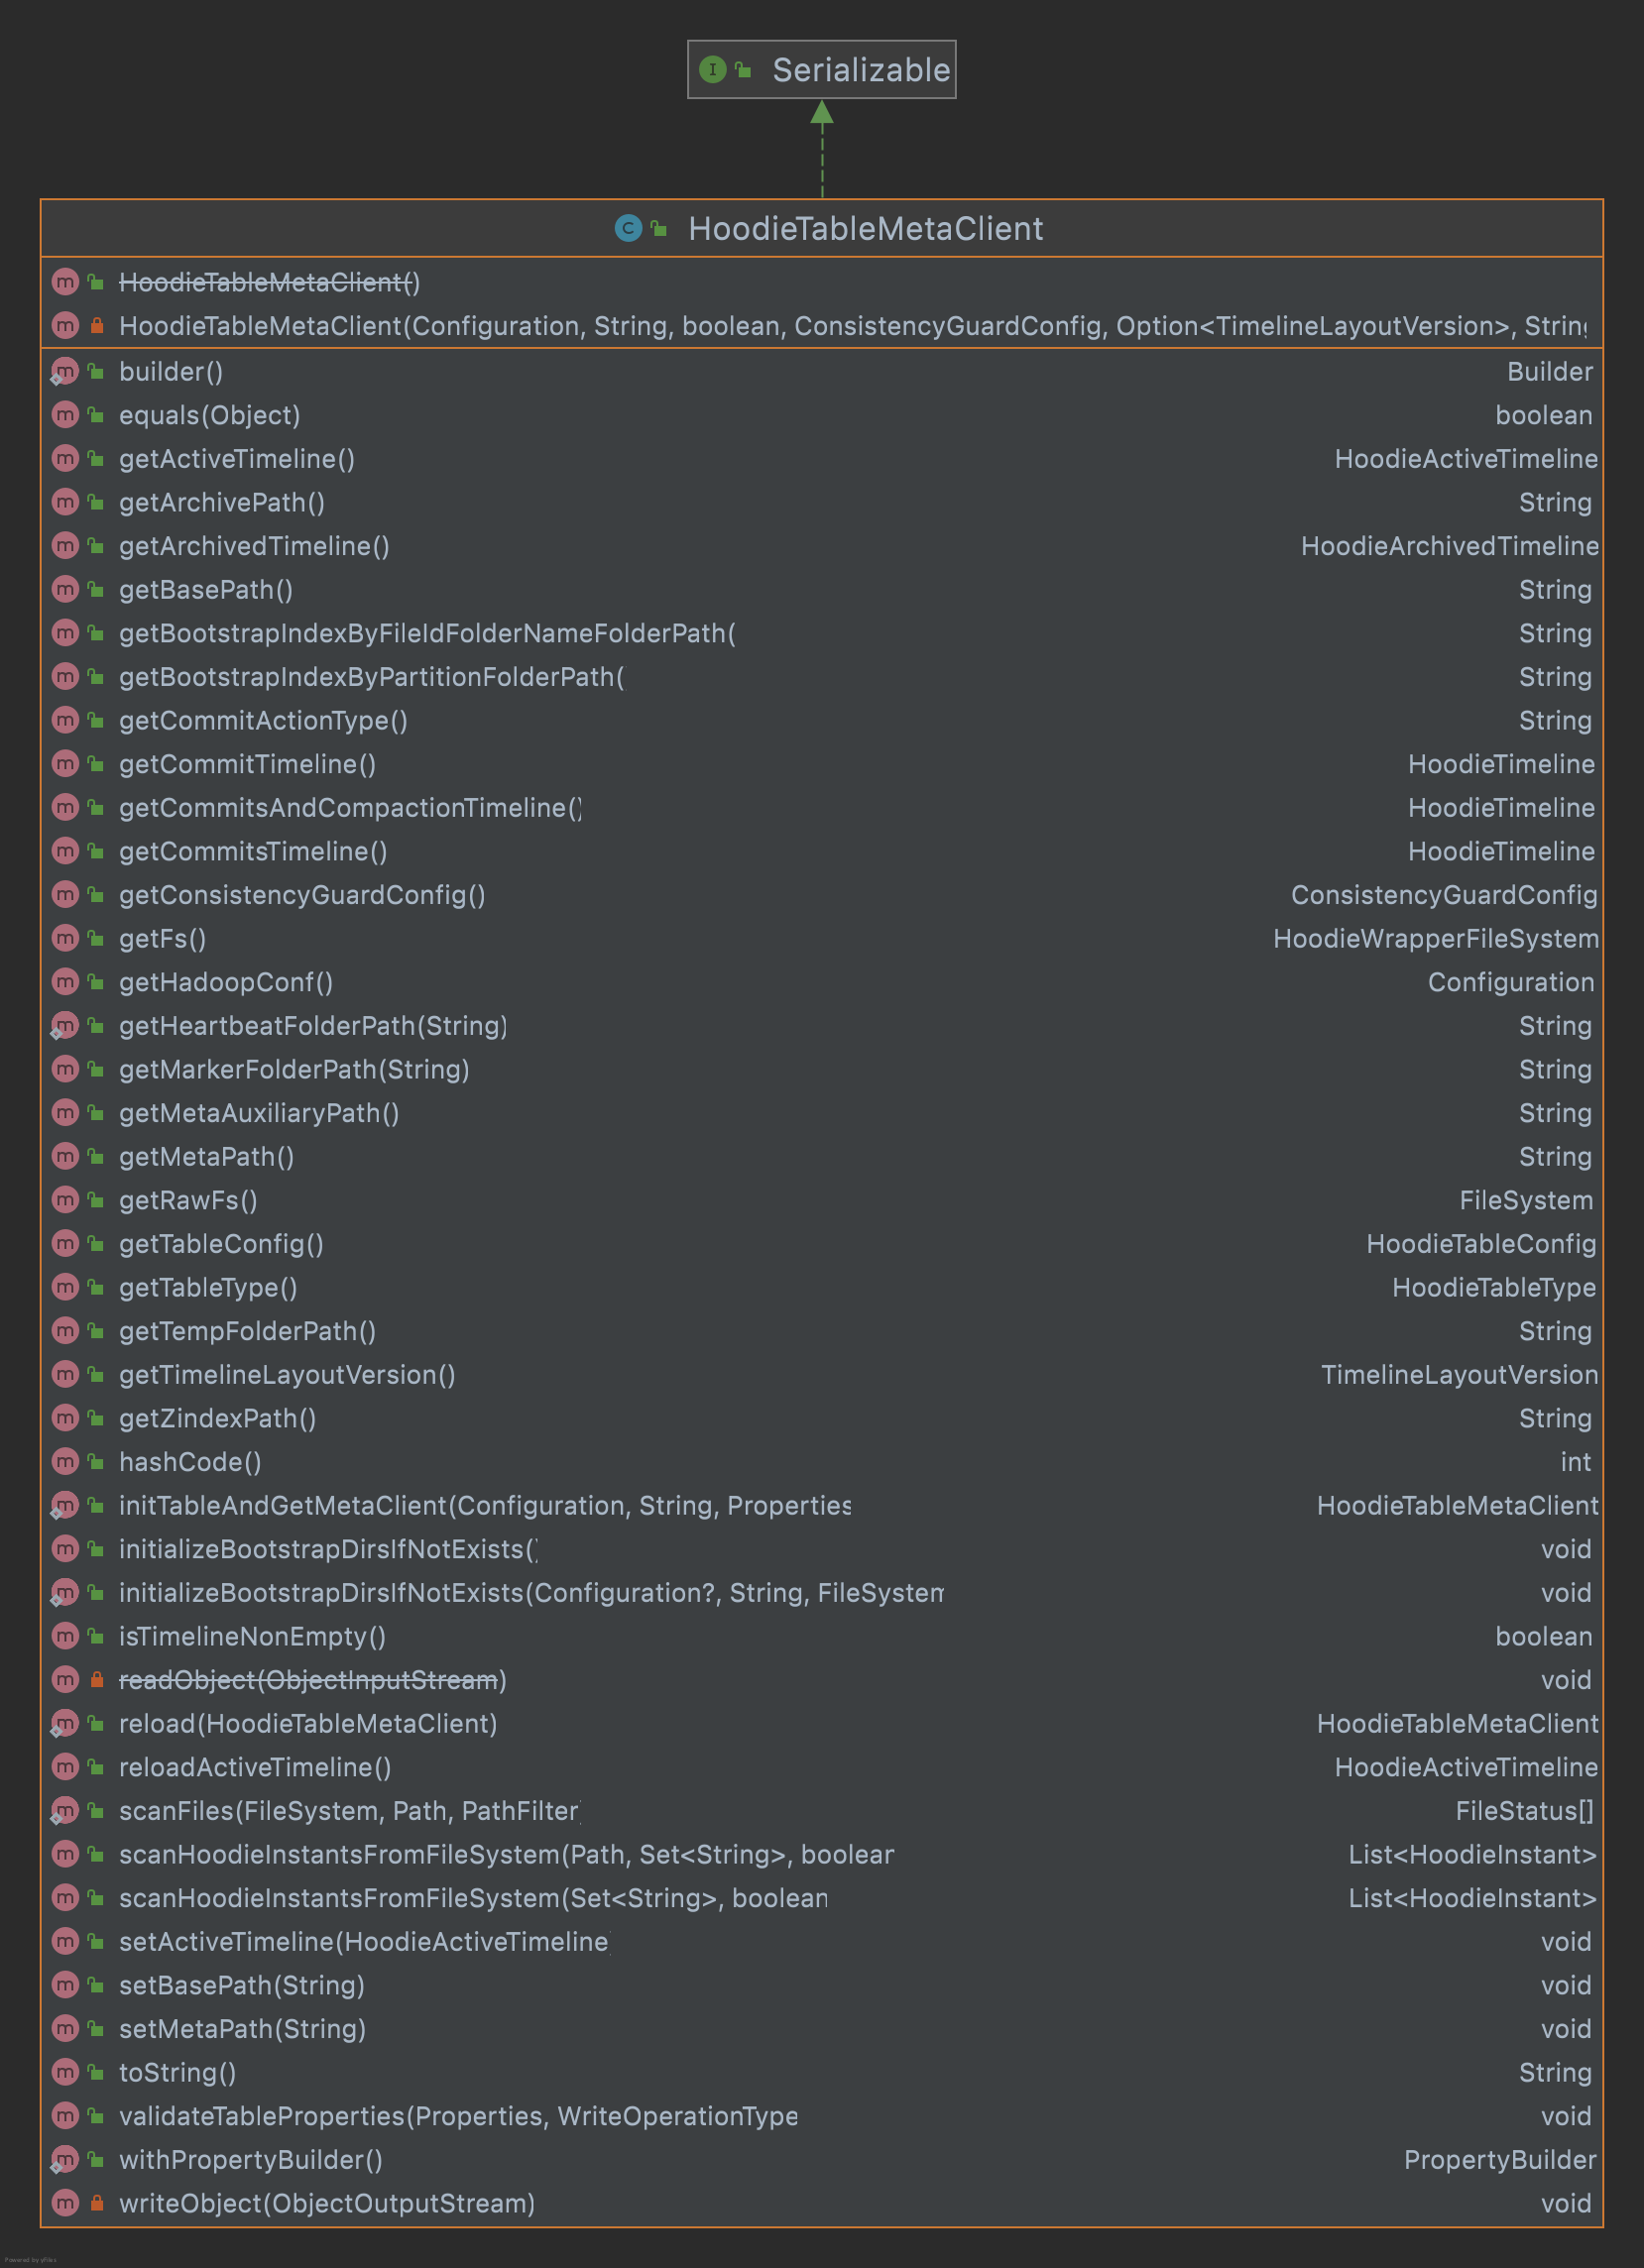 I Serializable
C HoodieTableMetaClient
m HoodieTableMetaClient()
m HoodieTableMetaClient(Configuration, String, boolean, ConsistencyGuardConfig, Option<TimelineLayoutVersion>, String
m builder() Builder
m equals(Object) boolean
m getActiveTimeline() HoodieActiveTimeline
m getArchivePath() String
m getArchivedTimeline() HoodieArchivedTimeline
m getBasePath() String
m getBootstrapIndexByFileIdFolderNameFolderPath( String
m getBootstrapIndexByPartitionFolderPath( String
m getCommitActionType() String
m getCommitTimeline() HoodieTimeline
m getCommitsAndCompactionTimeline() HoodieTimeline
m getCommitsTimeline() HoodieTimeline
m getConsistencyGuardConfig() ConsistencyGuardConfig
m getFs() HoodieWrapperFileSystem
m getHadoopConf() Configuration
m getHeartbeatFolderPath(String) String
m getMarkerFolderPath(String) String
m getMetaAuxiliaryPath() String
m getMetaPath() String
m getRawFs() FileSystem
m getTableConfig() HoodieTableConfig
m getTableType() HoodieTableType
m getTempFolderPath() String
m getTimelineLayoutVersion() TimelineLayoutVersion
m getZindexPath() String
m hashCode() int
m initTableAndGetMetaClient(Configuration, String, Properties HoodieTableMetaClient
m initializeBootstrapDirsIfNotExists() void
m initializeBootstrapDirsIfNotExists(Configuration?, String, FileSystem void
m isTimelineNonEmpty() boolean
m readObject(ObjectInputStream) void
m reload(HoodieTableMetaClient) HoodieTableMetaClient
m reloadActiveTimeline() HoodieActiveTimeline
m scanFiles(FileSystem, Path, PathFilter) FileStatus[]
m scanHoodieInstantsFromFileSystem(Path, Set<String>, boolean List<HoodieInstant>
m scanHoodieInstantsFromFileSystem(Set<String>, boolean List<HoodieInstant>
m setActiveTimeline(HoodieActiveTimeline) void
m setBasePath(String) void
m setMetaPath(String) void
m toString() String
m validateTableProperties(Properties, WriteOperationType void
m withPropertyBuilder() PropertyBuilder
m writeObject(ObjectOutputStream) void
Powered by yFiles